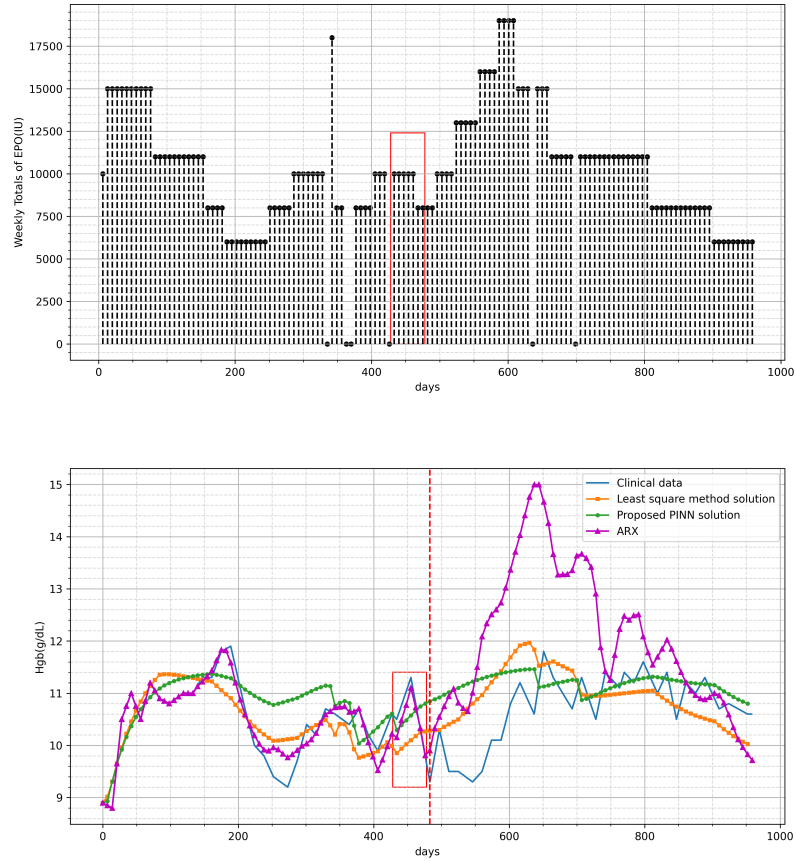 17500
15000
12500
10000
7500
5000
2500
0
Weekly Totals of EPO(IU)
0 200 400 600 800 1000
days
15
14
13
12
11
10
9
Hgb(g/dL)
Clinical data
Least square method solution
Proposed PINN solution
ARX
0 200 400 600 800 1000
days